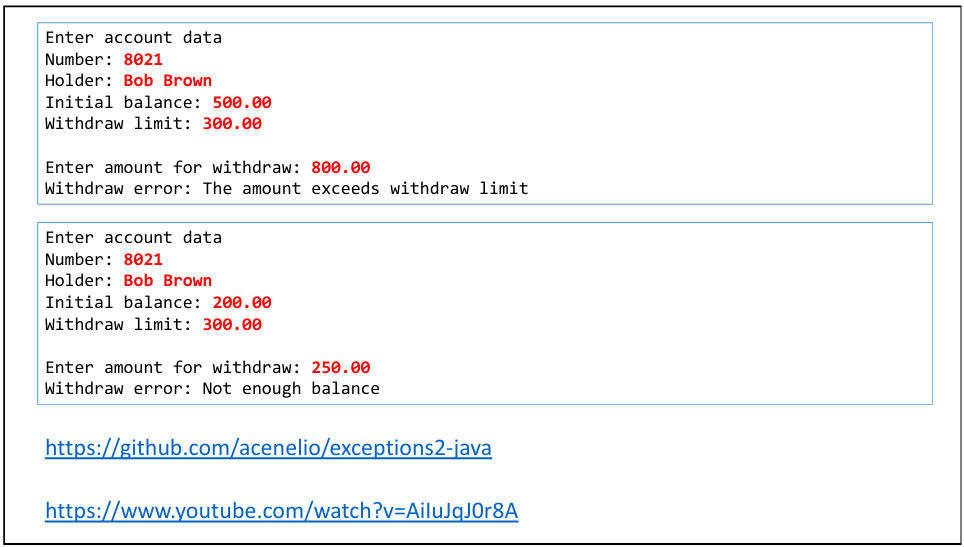 Enter account data
Number: 8021
Holder: Bob Brown
Initial balance: 500.00
Withdraw limit: 300.00
Enter amount for withdraw: 800.00
Withdraw error: The amount exceeds withdraw limit
Enter account data
Number: 8021
Holder: Bob Brown
Initial balance: 200.00
Withdraw limit: 300.00
Enter amount for withdraw: 250.00
Withdraw error: Not enough balance
https://github.com/acenelio/exceptions2-java
https://www.youtube.com/watch?v=AiIuJqJ0r8A